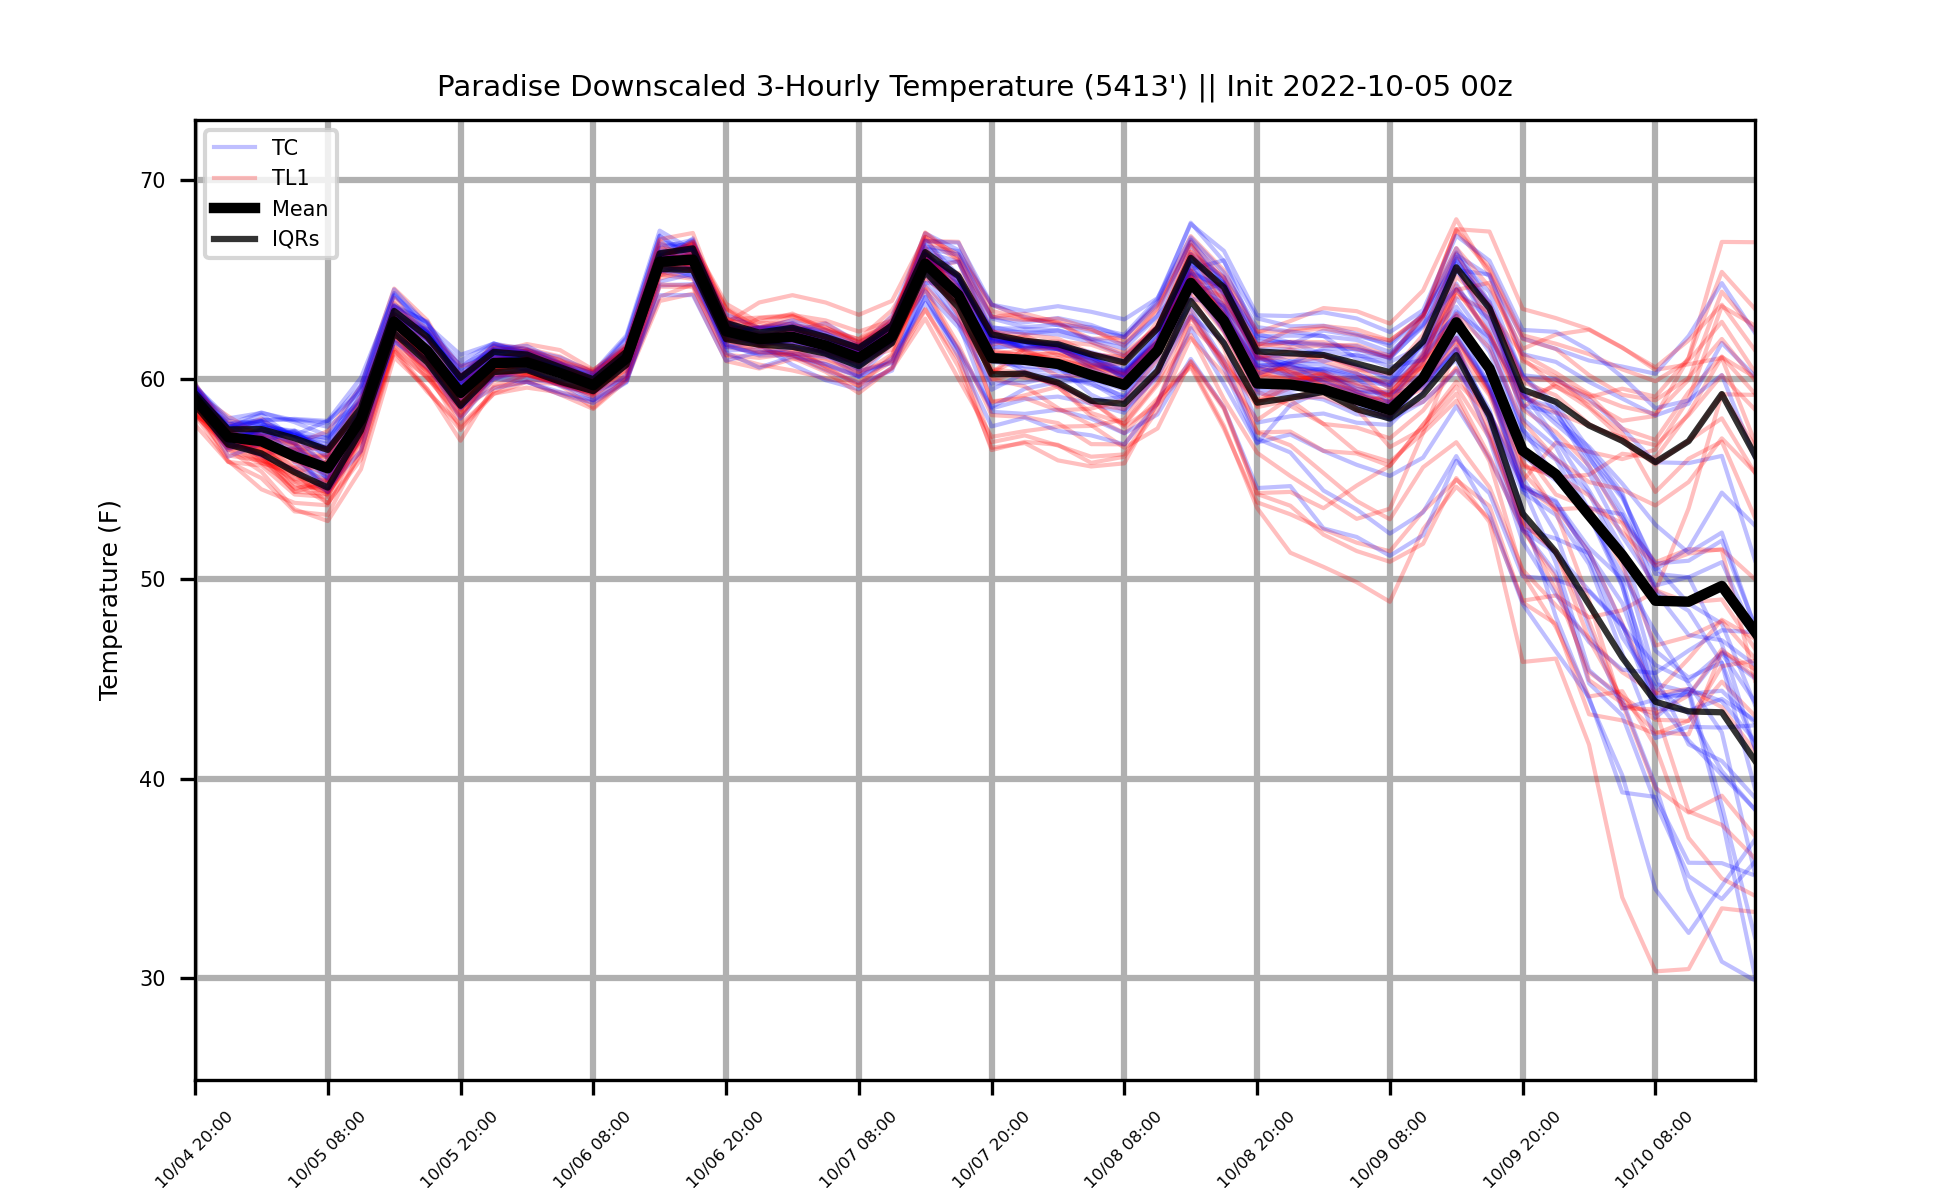 Paradise Downscaled 3-Hourly Temperature (5413') || Init 2022-10-05 00z
TC
TL1
Mean
IQRs
Temperature (F)
70
60
50
40
30
10/04 20:00
10/05 08:00
10/05 20:00
10/06 08:00
10/06 20:00
10/07 08:00
10/07 20:00
10/08 08:00
10/08 20:00
10/09 08:00
10/09 20:00
10/10 08:00